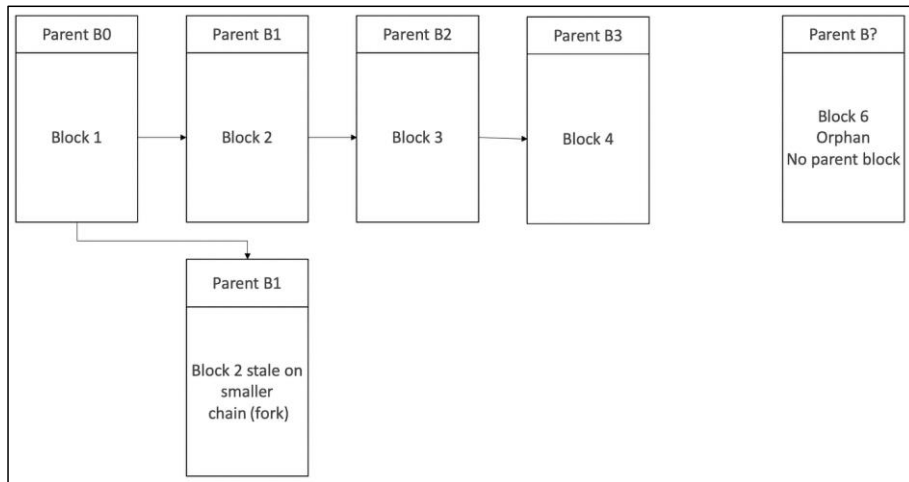 Parent B0
Parent B1
Parent B2
Parent B3
Parent B?
Block 1
Block 2
Block 3
Block 4
Block 6
Orphan
No parent block
Parent B1
Block 2 stale on
smaller
chain (fork)